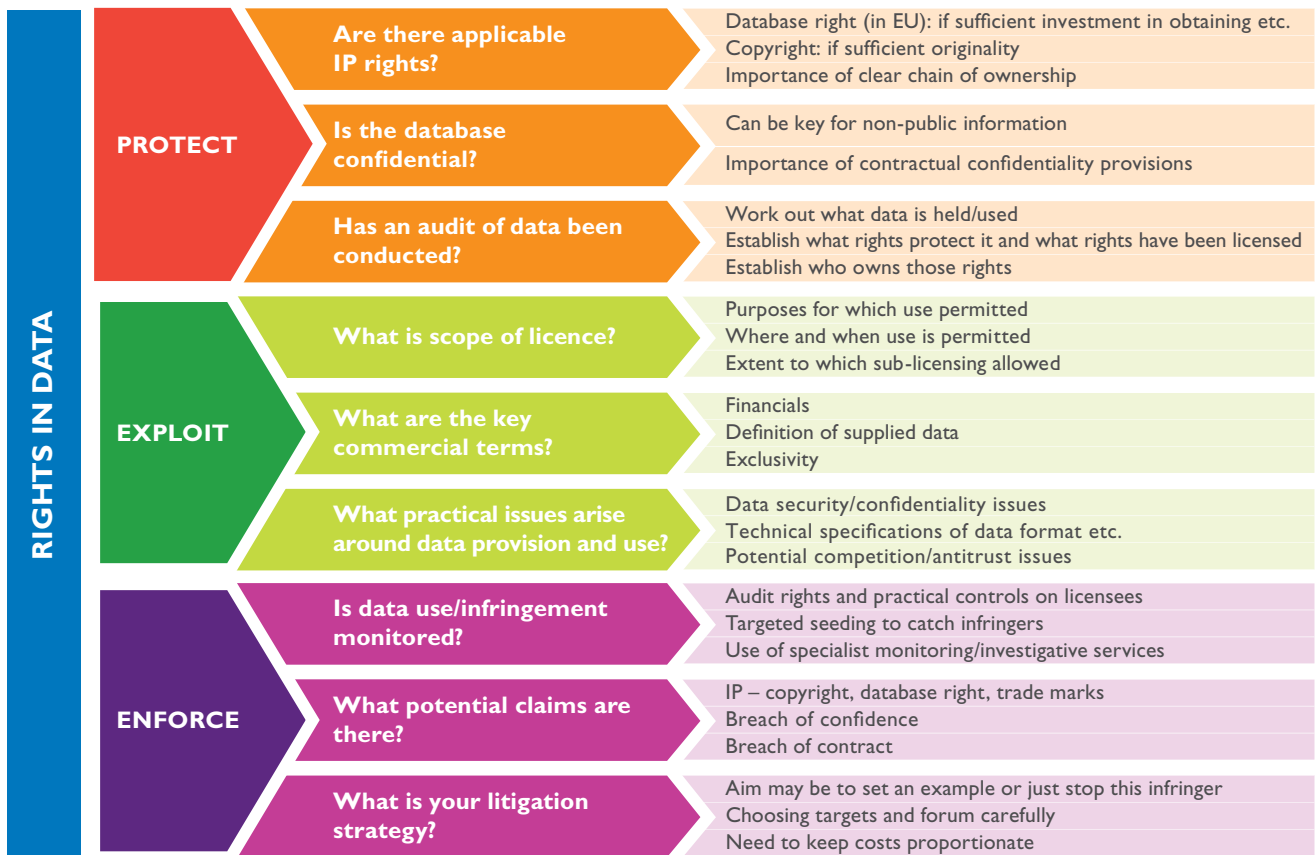 RIGHTS IN DATA
PROTECT
Are there applicable
IP rights?
Database right (in EU): if sufficient investment in obtaining etc.
Copyright: if sufficient originality
Importance of clear chain of ownership
Is the database
confidential?
Can be key for non-public information
Importance of contractual confidentiality provisions
Has an audit of data been
conducted?
Work out what data is held/used
Establish what rights protect it and what rights have been licensed
Establish who owns those rights
EXPLOIT
What is scope of licence?
Purposes for which use permitted
Where and when use is permitted
Extent to which sub-licensing allowed
What are the key
commercial terms?
Financials
Definition of supplied data
Exclusivity
What practical issues arise
around data provision and use?
Data security/confidentiality issues
Technical specifications of data format etc.
Potential competition/antitrust issues
ENFORCE
Is data use/infringement
monitored?
Audit rights and practical controls on licensees
Targeted seeding to catch infringers
Use of specialist monitoring/investigative services
What potential claims are
there?
IP – copyright, database right, trade marks
Breach of confidence
Breach of contract
What is your litigation
strategy?
Aim may be to set an example or just stop this infringer
Choosing targets and forum carefully
Need to keep costs proportionate